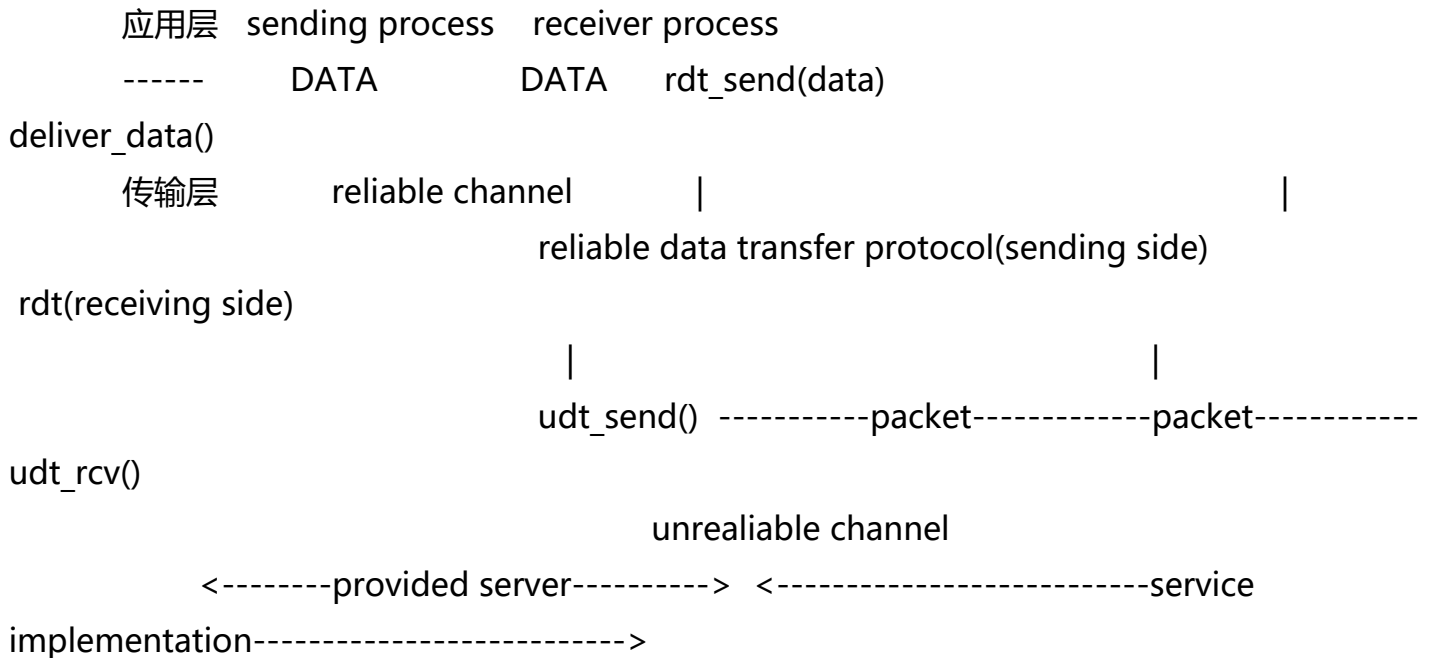 应用层 sending process receiver process
------ DATA DATA rdt_send(data)
deliver_data()
传输层 reliable channel | |
reliable data transfer protocol(sending side)
rdt(receiving side)
| |
udt_send() -----------packet-------------packet------------
udt_rcv()
unrealiable channel
<--------provided server----------> <---------------------------service
implementation--------------------------->